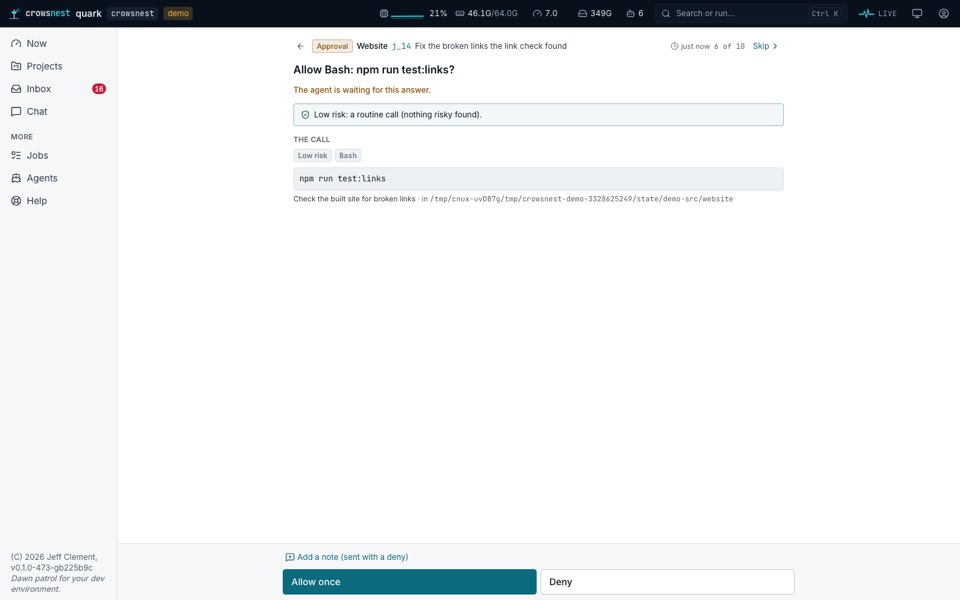 crowsnest quark crowsnest demo 21% 46.1G/64.0G 7.0 349G 6 Search or run... Ctrl K LIVE
Now
Projects
Inbox 16
Chat
MORE
Jobs
Agents
Help
Approval Website j_14 Fix the broken links the link check found just now 6 of 10 Skip
Allow Bash: npm run test:links?
The agent is waiting for this answer.
Low risk: a routine call (nothing risky found).
THE CALL
Low risk Bash
npm run test:links
Check the built site for broken links · in /tmp/cnux-uvDB7g/tmp/crowsnest-demo-3328625249/state/demo-src/website
Add a note (sent with a deny)
Allow once Deny
(C) 2026 Jeff Clement,
v0.1.0-473-gb225b9c
Dawn patrol for your dev
environment.